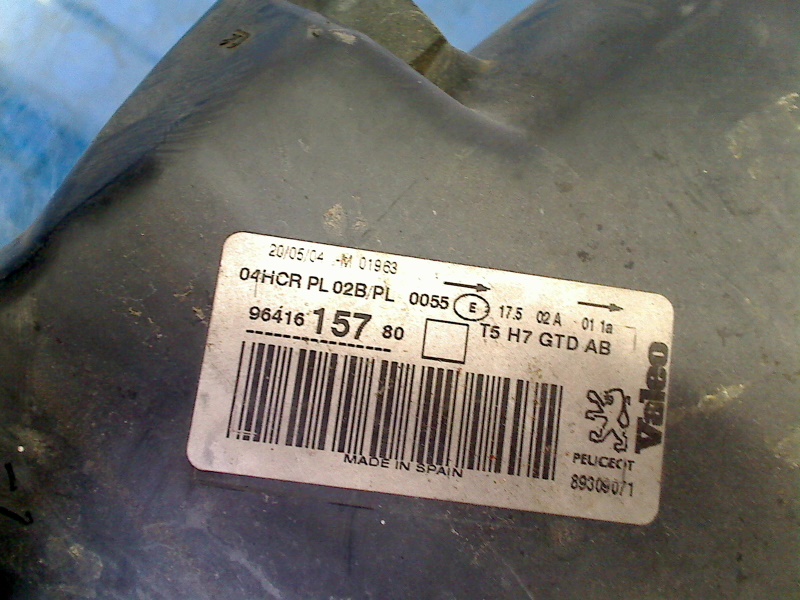 20/05/04 -M 01963
04HCR PL 02B/PL 0055 E 17.5 02 A 01 1a
96416 157 80 T5 H7 GTD AB
Valeo
PEUGEOT
MADE IN SPAIN
89309071